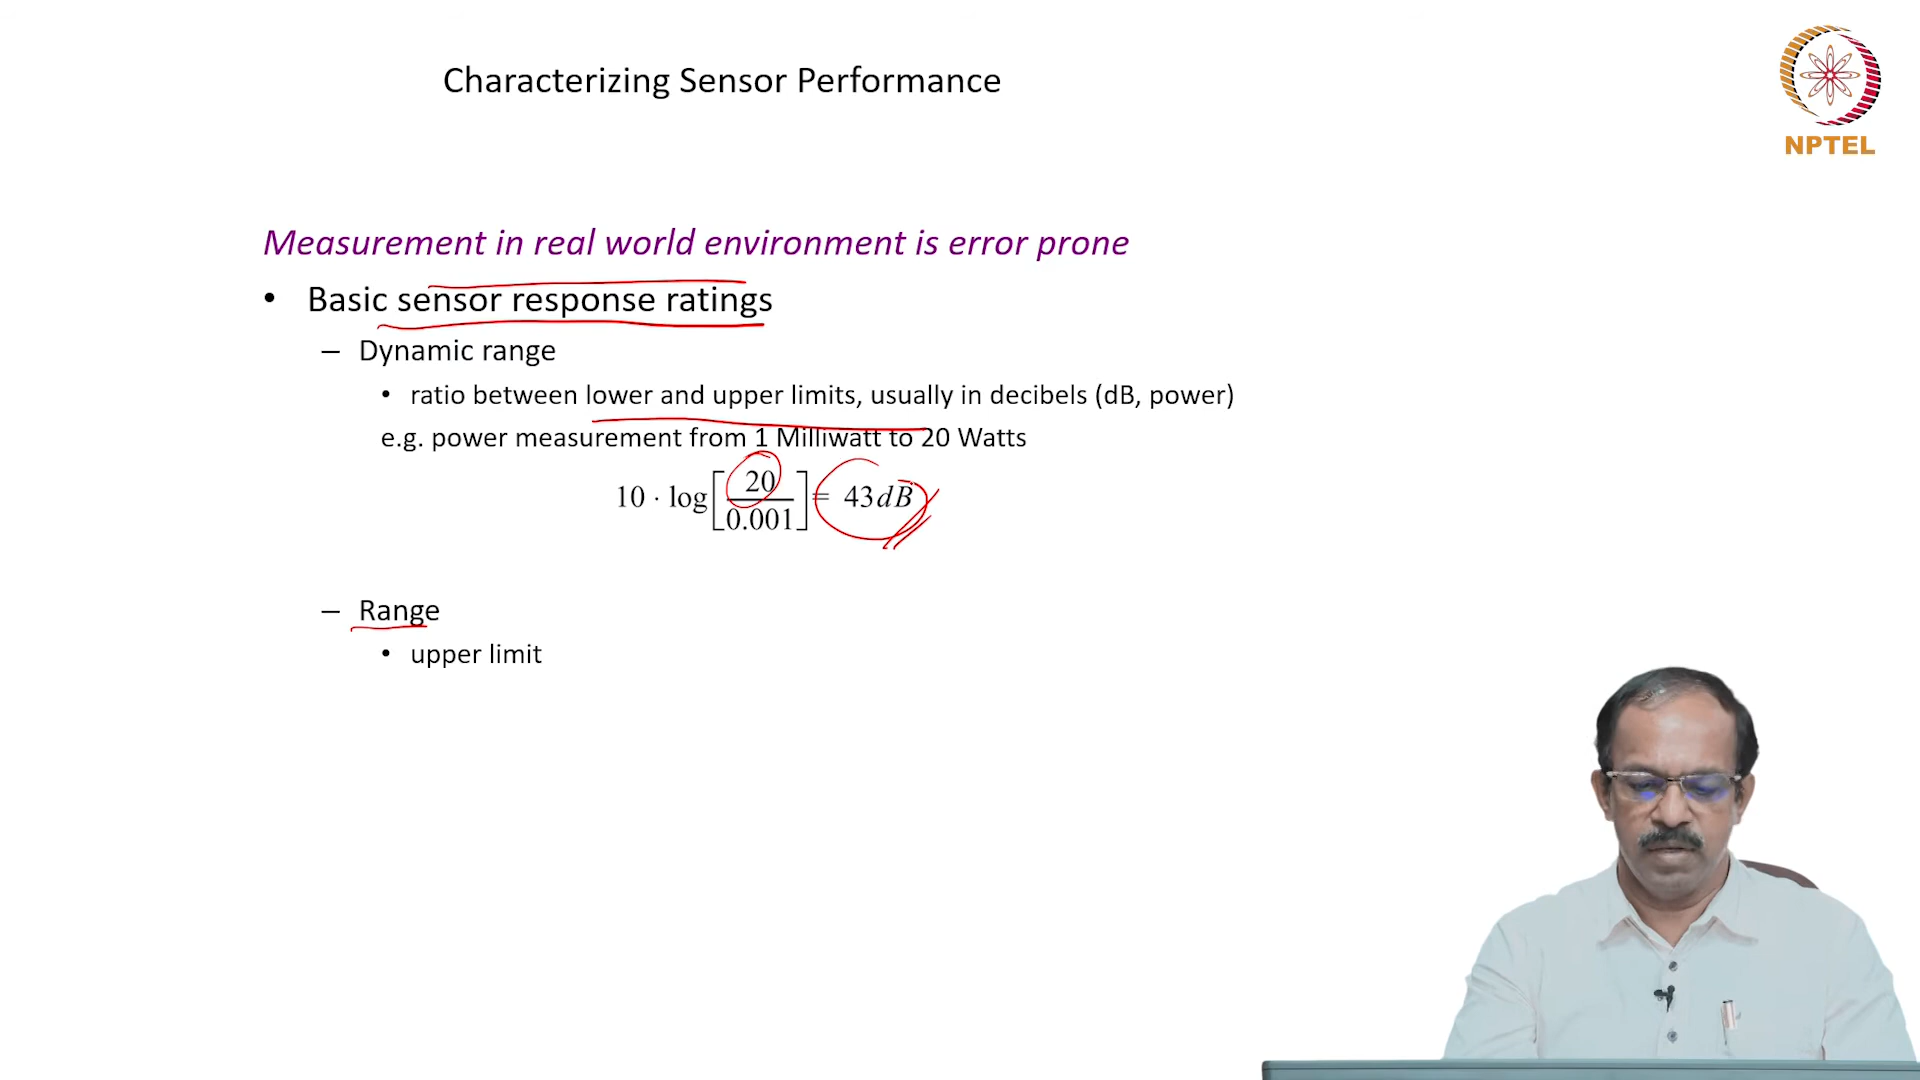 Characterizing Sensor Performance
NPTEL
Measurement in real world environment is error prone
• Basic sensor response ratings
– Dynamic range
• ratio between lower and upper limits, usually in decibels (dB, power)
e.g. power measurement from 1 Milliwatt to 20 Watts
10 · log[20/0.001] = 43dB
– Range
• upper limit